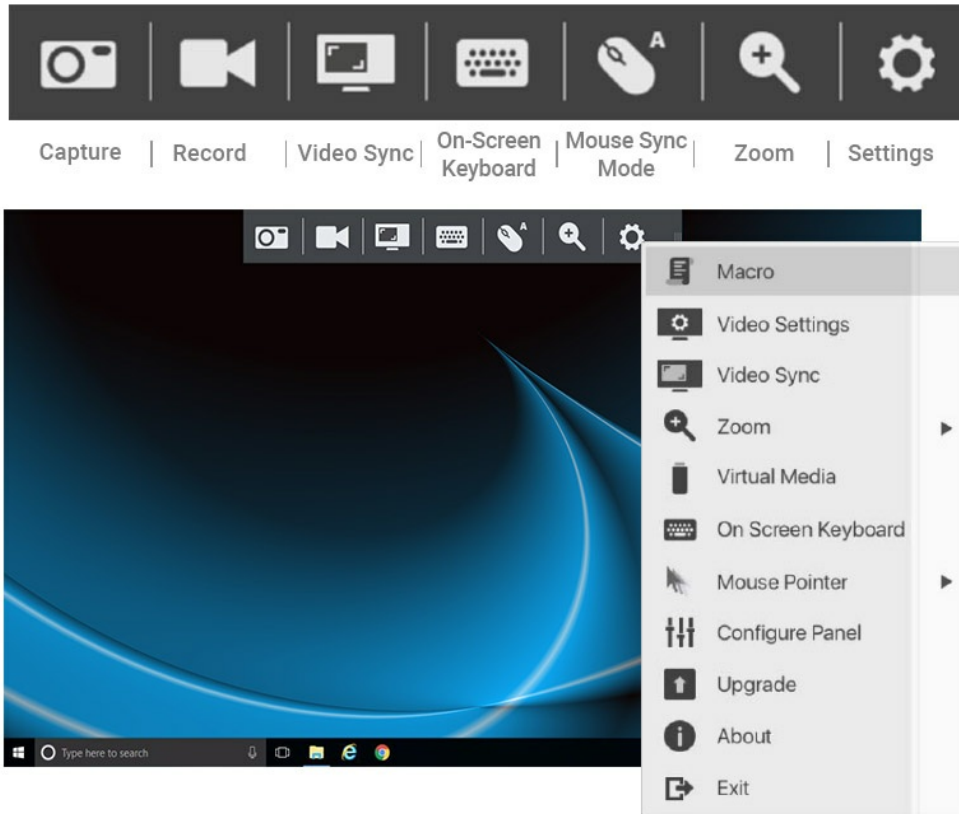 A
Capture | Record | Video Sync | On-Screen Keyboard | Mouse Sync Mode | Zoom | Settings
A
Macro
Video Settings
Video Sync
Zoom
Virtual Media
On Screen Keyboard
Mouse Pointer
Configure Panel
Upgrade
About
Exit
Type here to search